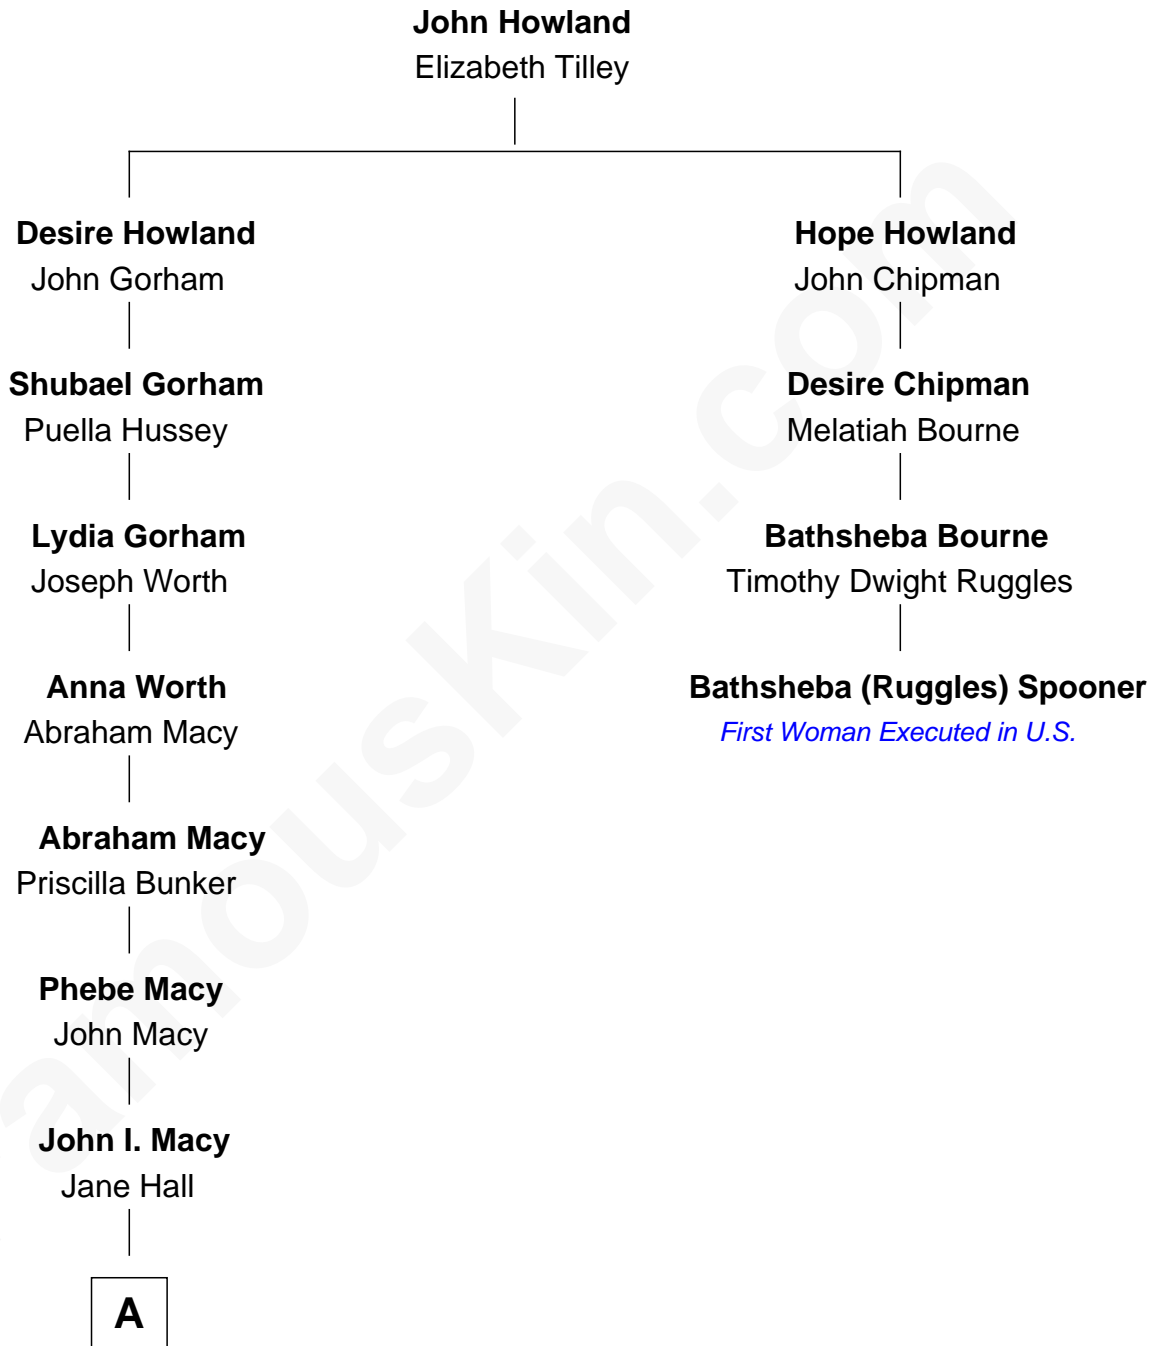 John Howland
Elizabeth Tilley
Desire Howland
John Gorham
Hope Howland
John Chipman
Shubael Gorham
Puella Hussey
Desire Chipman
Melatiah Bourne
Lydia Gorham
Joseph Worth
Bathsheba Bourne
Timothy Dwight Ruggles
Anna Worth
Abraham Macy
Bathsheba (Ruggles) Spooner
First Woman Executed in U.S.
Abraham Macy
Priscilla Bunker
Phebe Macy
John Macy
John I. Macy
Jane Hall
A
amouskin.com